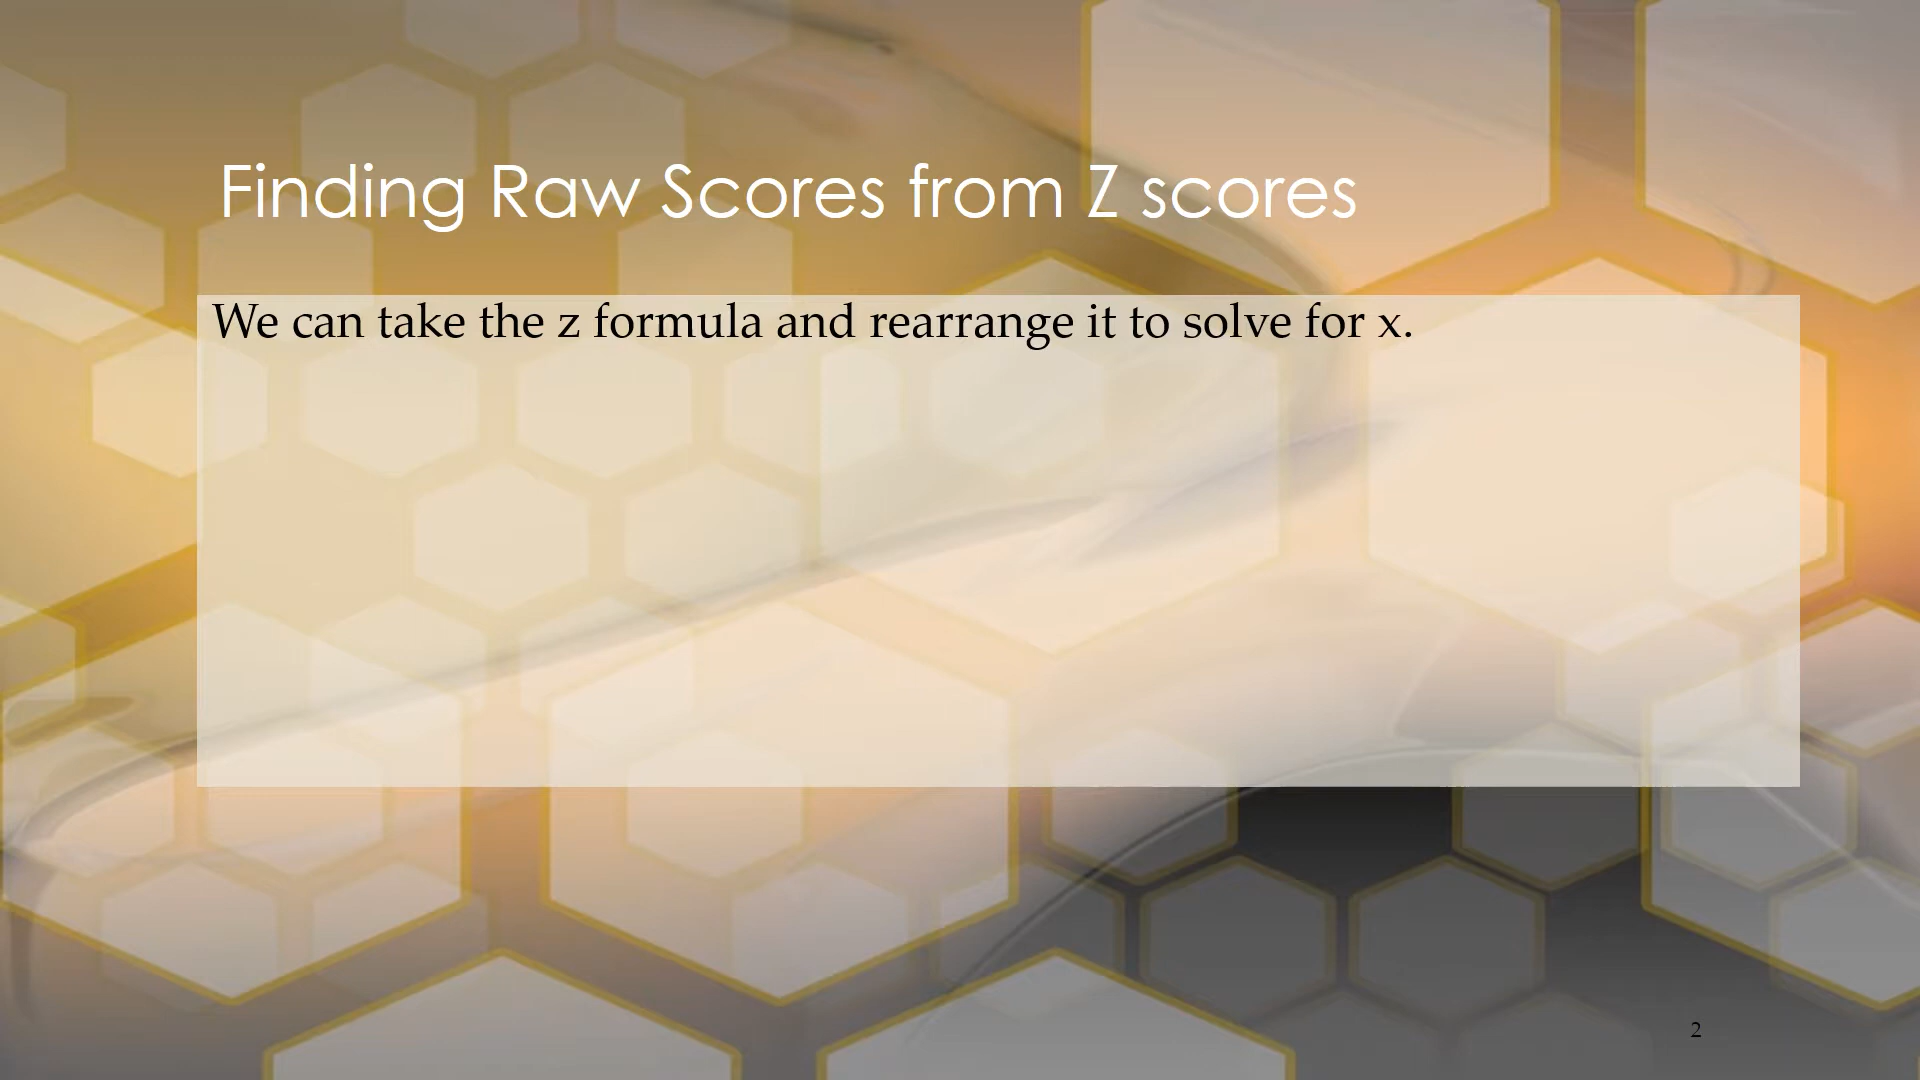 Finding Raw Scores from Z scores
We can take the z formula and rearrange it to solve for x.
2